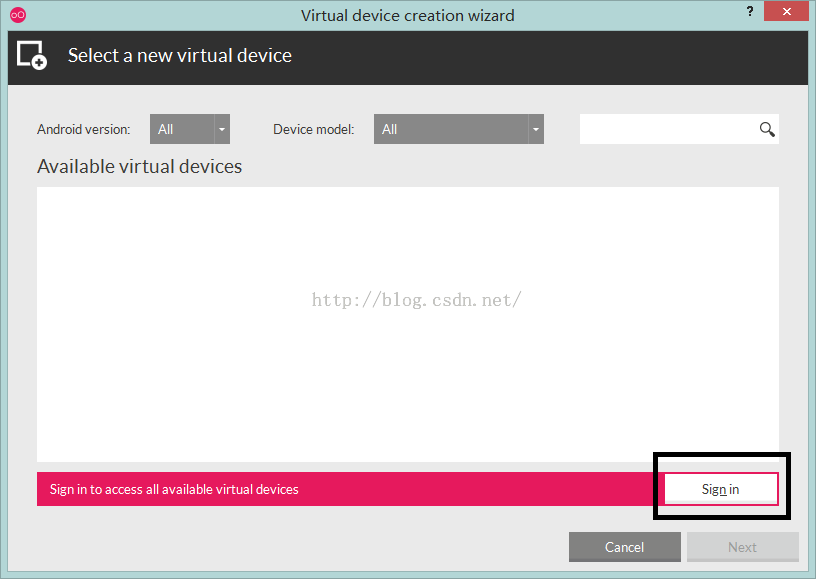 Virtual device creation wizard
?
Select a new virtual device
Android version: All Device model: All
Available virtual devices
http://blog.csdn.net/
Sign in to access all available virtual devices Sign in
Cancel Next